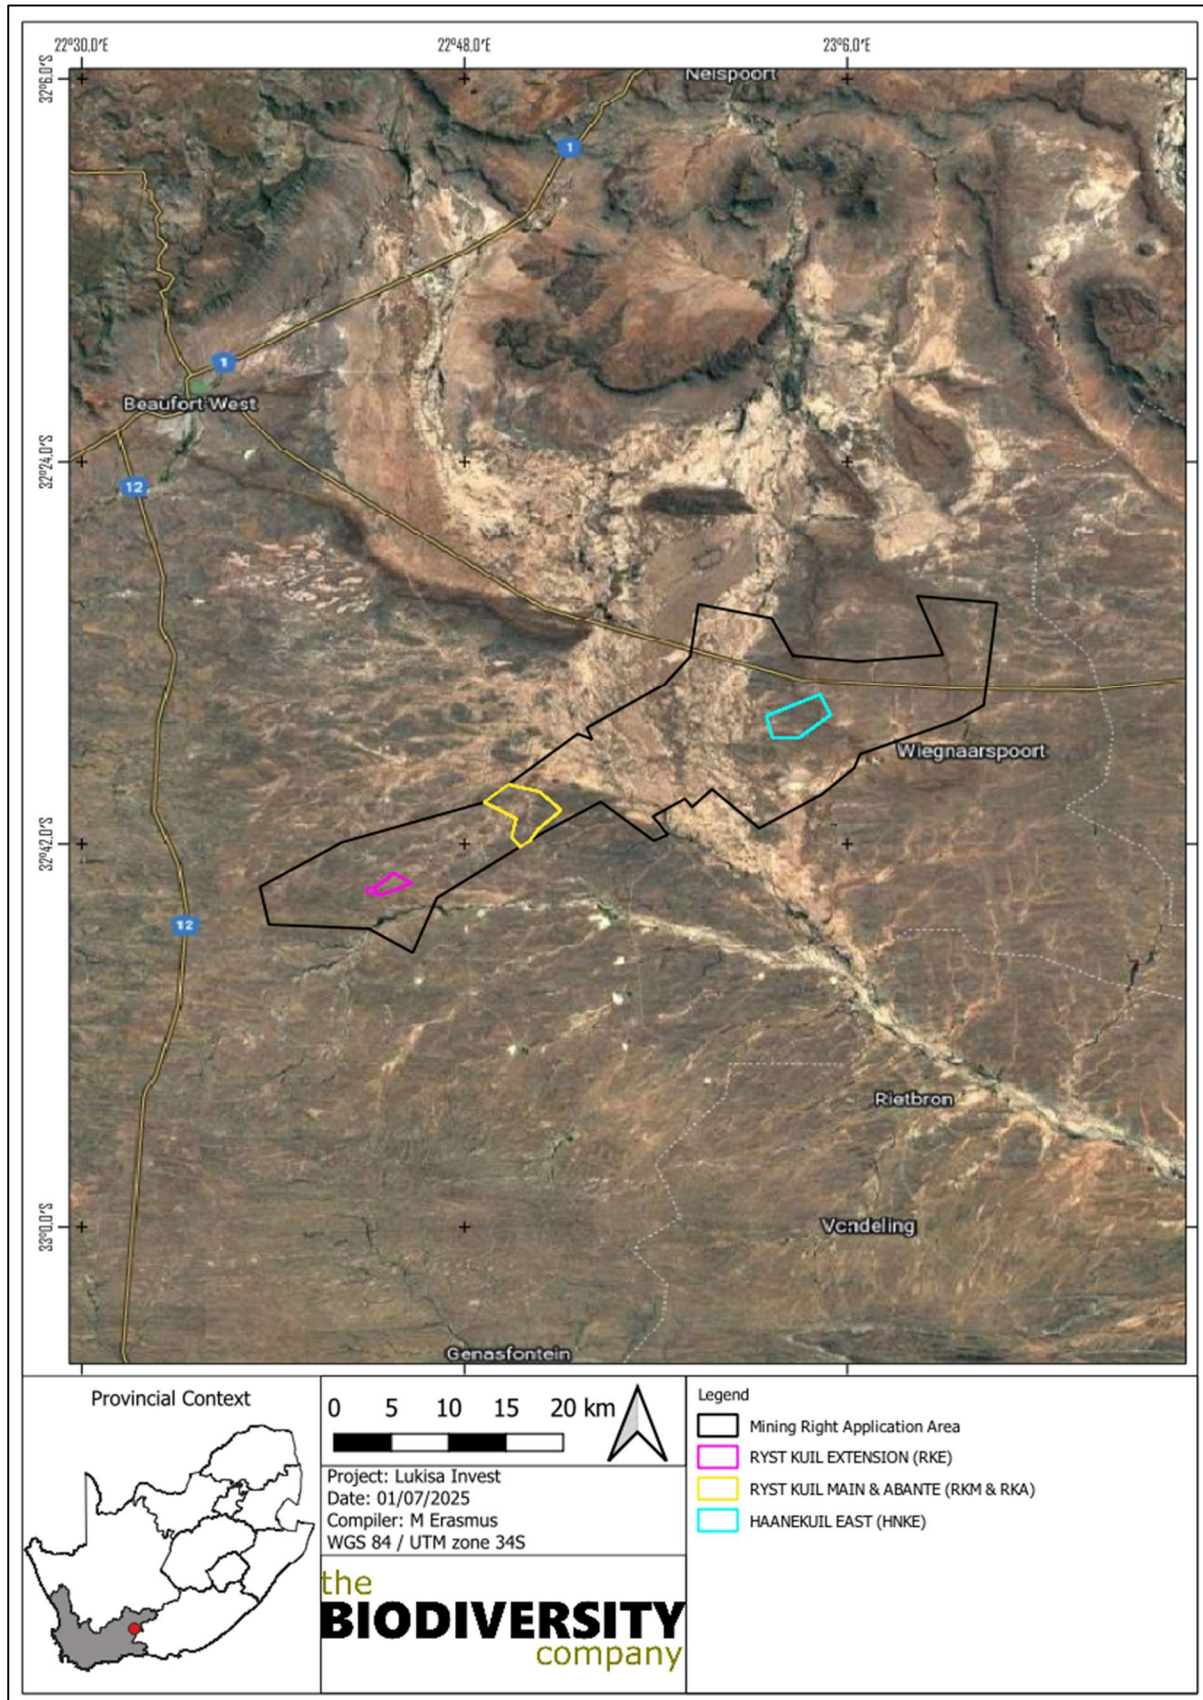 22°30.0'E 22°48.0'E 23°6.0'E
32°6.0'S
Nelspoort
1
1
Beaufort West
32°24.0'S
12
Wiegnaarspoort
32°42.0'S
12
Rietbron
33°0.0'S
Vondeling
Genasfontein
Provincial Context
0 5 10 15 20 km
Project: Lukisa Invest
Date: 01/07/2025
Compiler: M Erasmus
WGS 84 / UTM zone 34S
the
BIODIVERSITY
company
Legend
Mining Right Application Area
RYST KUIL EXTENSION (RKE)
RYST KUIL MAIN & ABANTE (RKM & RKA)
HAANEKUIL EAST (HNKE)